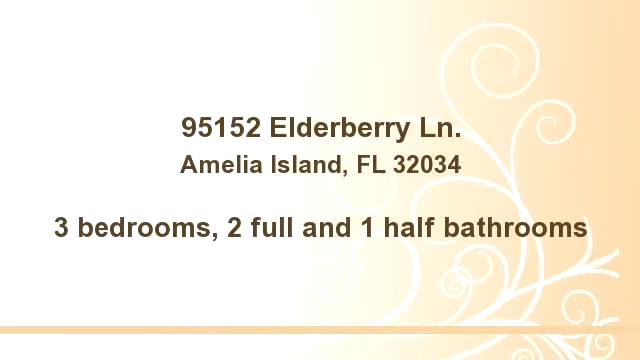 95152 Elderberry Ln.
Amelia Island, FL 32034
3 bedrooms, 2 full and 1 half bathrooms